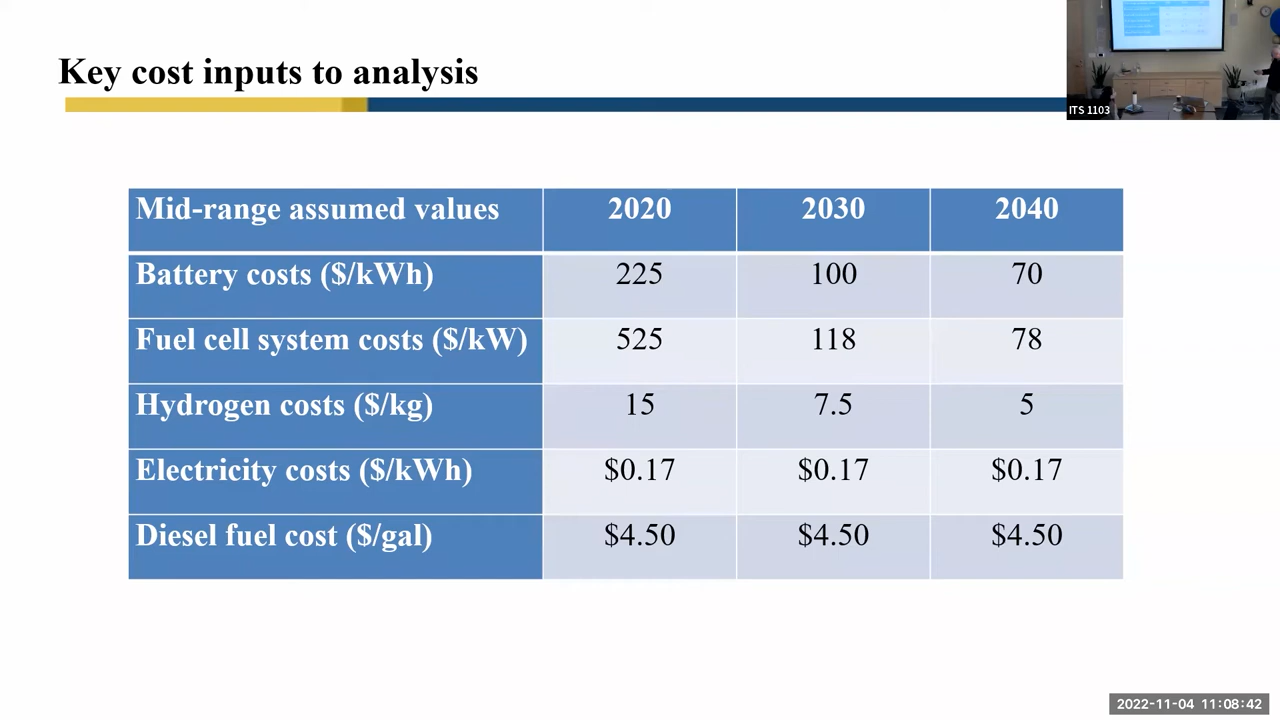 Key cost inputs to analysis
ITS 1103
Mid-range assumed values 2020 2030 2040
Battery costs ($/kWh) 225 100 70
Fuel cell system costs ($/kW) 525 118 78
Hydrogen costs ($/kg) 15 7.5 5
Electricity costs ($/kWh) $0.17 $0.17 $0.17
Diesel fuel cost ($/gal) $4.50 $4.50 $4.50
2022-11-04 11:08:42